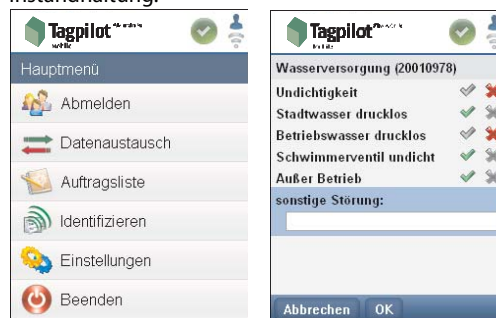 Instandhaltung.
Tagpilot
Hauptmenü
Abmelden
Datenaustausch
Auftragsliste
Identifizieren
Einstellungen
Beenden
Tagpilot
Wasserversorgung (20010978)
Undichtigkeit
Stadtwasser drucklos
Betriebswasser drucklos
Schwimmerventil undicht
Außer Betrieb
sonstige Störung:
Abbrechen OK